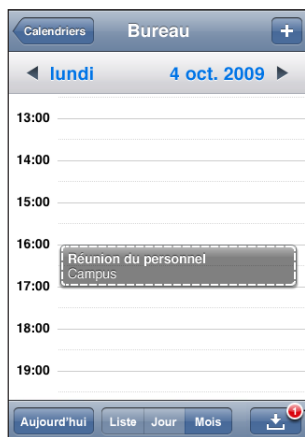 Calendriers Bureau +
lundi 4 oct. 2009
13:00
14:00
15:00
16:00
Réunion du personnel
Campus
17:00
18:00
19:00
Aujourd'hui Liste Jour Mois 1